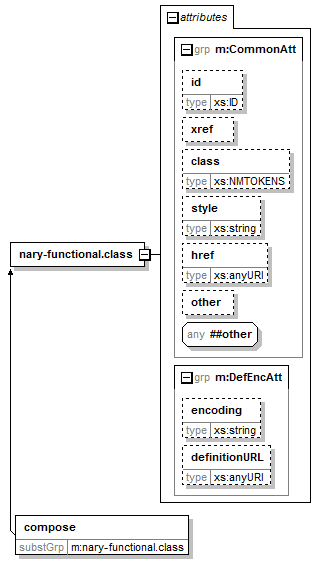 attributes
grp m:CommonAtt
id
type xs:ID
xref
class
type xs:NMTOKENS
style
type xs:string
nary-functional.class
href
type xs:anyURI
other
any ##other
grp m:DefEncAtt
encoding
type xs:string
definitionURL
type xs:anyURI
compose
substGrp m:nary-functional.class